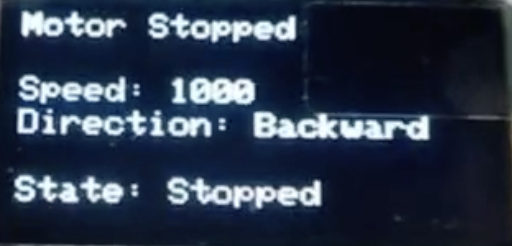 Motor Stopped
Speed: 1000
Direction: Backward
State: Stopped